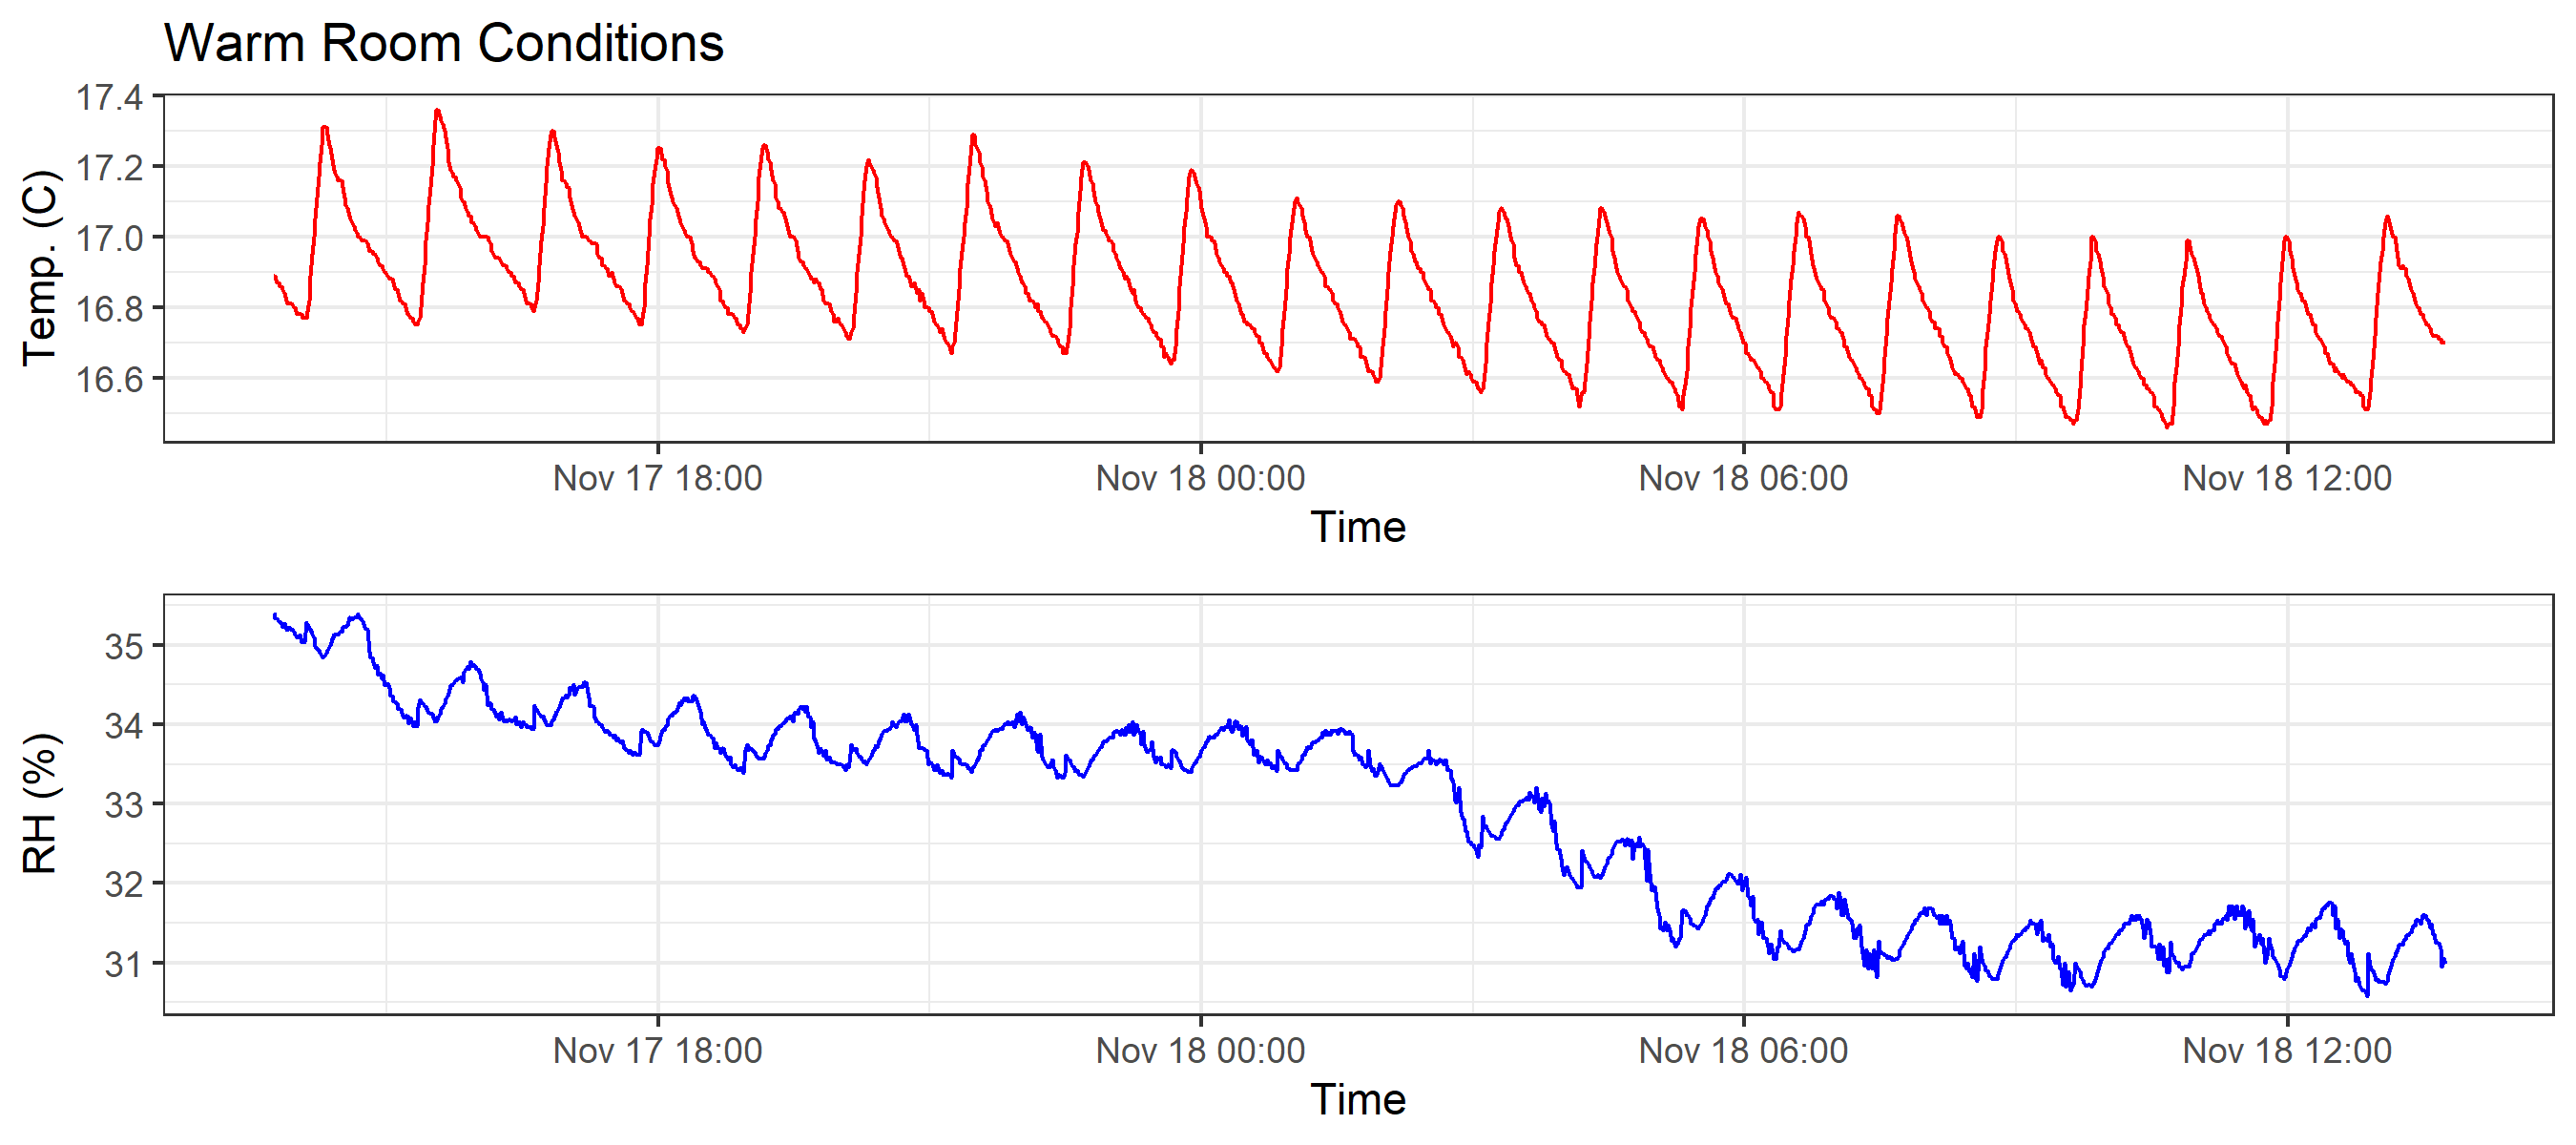 Warm Room Conditions
Temp. (C)
17.4
17.2
17.0
16.8
16.6
Nov 17 18:00 Nov 18 00:00 Nov 18 06:00 Nov 18 12:00
Time
RH (%)
35
34
33
32
31
Nov 17 18:00 Nov 18 00:00 Nov 18 06:00 Nov 18 12:00
Time